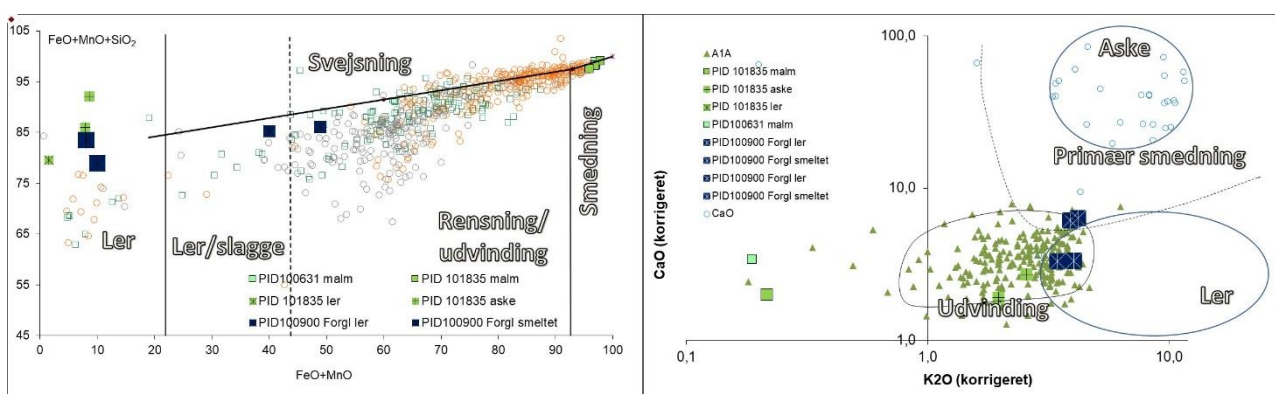 105
FeO+MnO+SiO2
95
85
75
65
55
45
0
10
20
30
40
50
60
70
80
90
100
FeO+MnO
Svejsning
Smedning
Rensning/
udvinding
Ler
Ler/slagge
PID100631 malm
PID 101835 malm
PID 101835 ler
PID 101835 aske
PID100900 Forgl ler
PID100900 Forgl smeltet
100,0
10,0
1,0
0,1
1,0
10,0
CaO (korrigeret)
K2O (korrigeret)
A1A
PID 101835 malm
PID 101835 aske
PID 101835 ler
PID100631 malm
PID100900 Forgl ler
PID100900 Forgl smeltet
PID100900 Forgl ler
PID100900 Forgl smeltet
CaO
Aske
Primær smedning
Udvinding
Ler